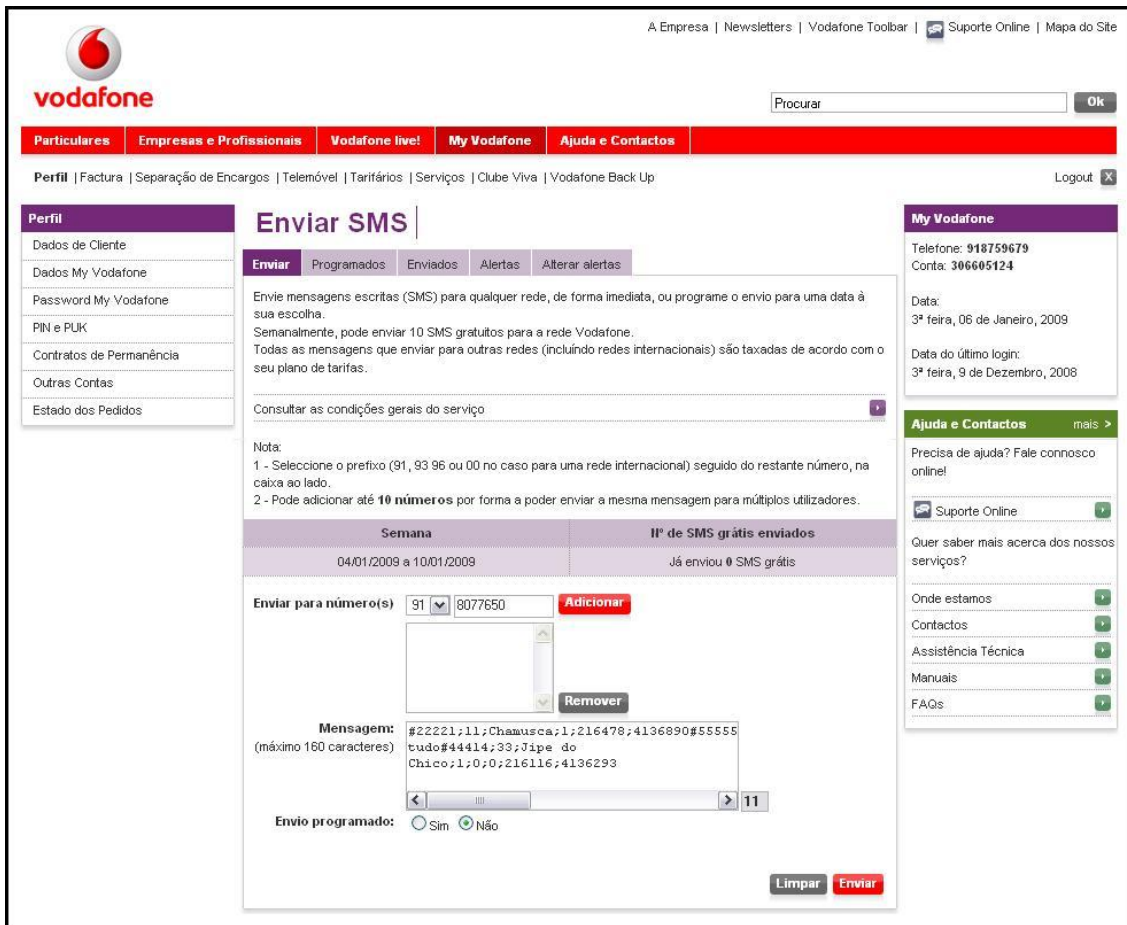 A Empresa | Newsletters | Vodafone Toolbar | Suporte Online | Mapa do Site
vodafone
Procurar Ok
Particulares Empresas e Profissionais Vodafone live! My Vodafone Ajuda e Contactos
Perfil | Factura | Separação de Encargos | Telemóvel | Tarifários | Serviços | Clube Viva | Vodafone Back Up
Logout X
Perfil
Dados de Cliente
Dados My Vodafone
Password My Vodafone
PIN e PUK
Contratos de Permanência
Outras Contas
Estado dos Pedidos
Enviar SMS
Enviar Programados Enviados Alertas Alterar alertas
Envie mensagens escritas (SMS) para qualquer rede, de forma imediata, ou programe o envio para uma data à
sua escolha.
Semanalmente, pode enviar 10 SMS gratuitos para a rede Vodafone.
Todas as mensagens que enviar para outras redes (incluíndo redes internacionais) são taxadas de acordo com o
seu plano de tarifas.
Consultar as condições gerais do serviço
Nota:
1 - Seleccione o prefixo (91, 93 96 ou 00 no caso para uma rede internacional) seguido do restante número, na
caixa ao lado.
2 - Pode adicionar até 10 números por forma a poder enviar a mesma mensagem para múltiplos utilizadores.
Semana Nº de SMS grátis enviados
04/01/2009 a 10/01/2009 Já enviou 0 SMS grátis
Enviar para número(s) 91 8077650 Adicionar
Remover
Mensagem:
(máximo 160 caracteres)
#22221;11;Chamusca;1;216478;4136890#55555
tudo#44414;33;Jipe do
Chico;1;0;0;216116;4136293
11
Envio programado: Sim Não
Limpar Enviar
My Vodafone
Telefone: 918759679
Conta: 306605124
Data:
3ª feira, 06 de Janeiro, 2009
Data do último login:
3ª feira, 9 de Dezembro, 2008
Ajuda e Contactos mais >
Precisa de ajuda? Fale connosco
online!
Suporte Online
Quer saber mais acerca dos nossos
serviços?
Onde estamos
Contactos
Assistência Técnica
Manuais
FAQs